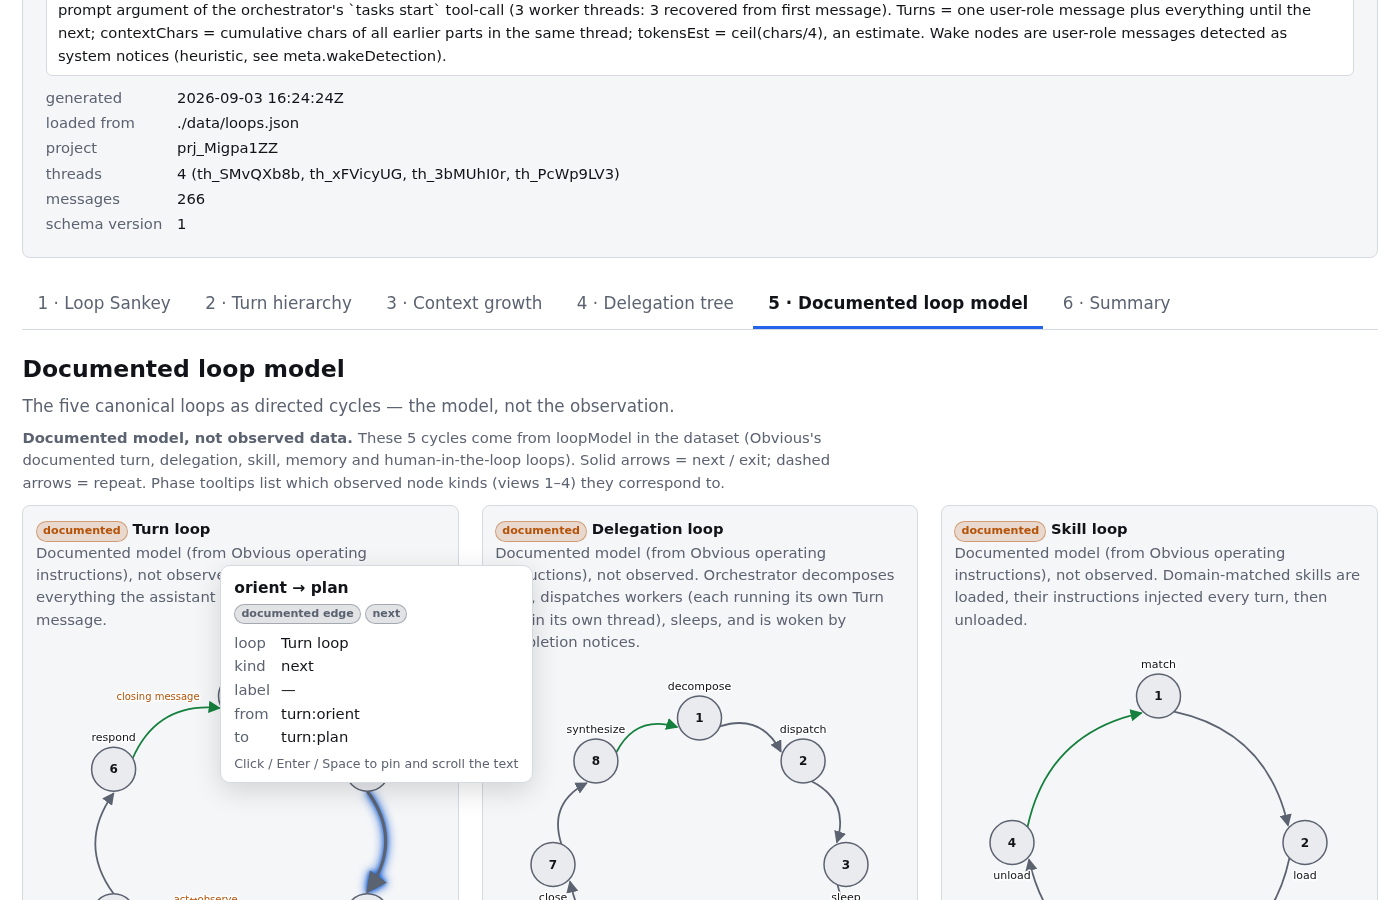 prompt argument of the orchestrator's `tasks start` tool-call (3 worker threads: 3 recovered from first message). Turns = one user-role message plus everything until the
next; contextChars = cumulative chars of all earlier parts in the same thread; tokensEst = ceil(chars/4), an estimate. Wake nodes are user-role messages detected as
system notices (heuristic, see meta.wakeDetection).
generated 2026-09-03 16:24:24Z
loaded from ./data/loops.json
project prj_Migpa1ZZ
threads 4 (th_SMvQXb8b, th_xFVicyUG, th_3bMUhI0r, th_PcWp9LV3)
messages 266
schema version 1
1 · Loop Sankey 2 · Turn hierarchy 3 · Context growth 4 · Delegation tree 5 · Documented loop model 6 · Summary
Documented loop model
The five canonical loops as directed cycles — the model, not the observation.
Documented model, not observed data. These 5 cycles come from loopModel in the dataset (Obvious's
documented turn, delegation, skill, memory and human-in-the-loop loops). Solid arrows = next / exit; dashed
arrows = repeat. Phase tooltips list which observed node kinds (views 1–4) they correspond to.
documented Turn loop
Documented model (from Obvious operating
instructions), not observe
everything the assistant
message.
closing message
respond
6
act↔observe
orient → plan
documented edge next
loop Turn loop
kind next
label —
from turn:orient
to turn:plan
Click / Enter / Space to pin and scroll the text
documented Delegation loop
Documented model (from Obvious operating
uctions), not observed. Orchestrator decomposes
, dispatches workers (each running its own Turn
in its own thread), sleeps, and is woken by
pletion notices.
decompose
1
synthesize
8
dispatch
2
7
close
3
sleep
documented Skill loop
Documented model (from Obvious operating
instructions), not observed. Domain-matched skills are
loaded, their instructions injected every turn, then
unloaded.
match
1
4
unload
2
load